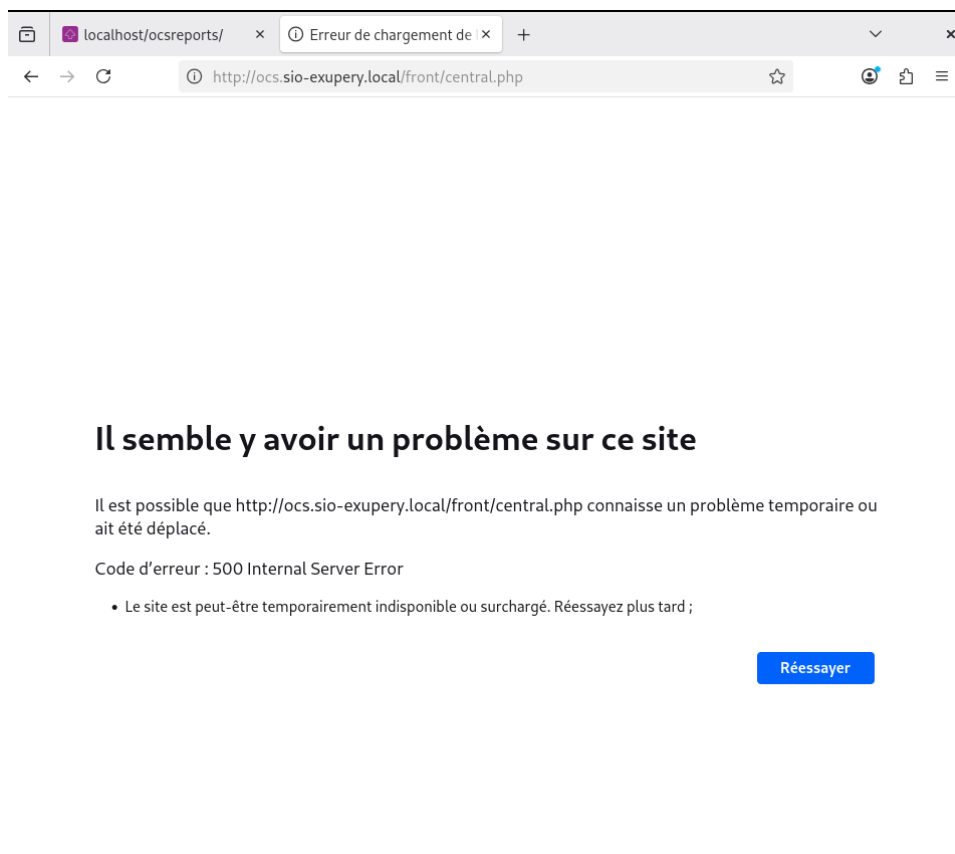 localhost/ocsreports/
Erreur de chargement de
http://ocs.sio-exupery.local/front/central.php
Il semble y avoir un problème sur ce site
Il est possible que http://ocs.sio-exupery.local/front/central.php connaisse un problème temporaire ou
ait été déplacé.
Code d'erreur : 500 Internal Server Error
• Le site est peut-être temporairement indisponible ou surchargé. Réessayez plus tard ;
Réessayer